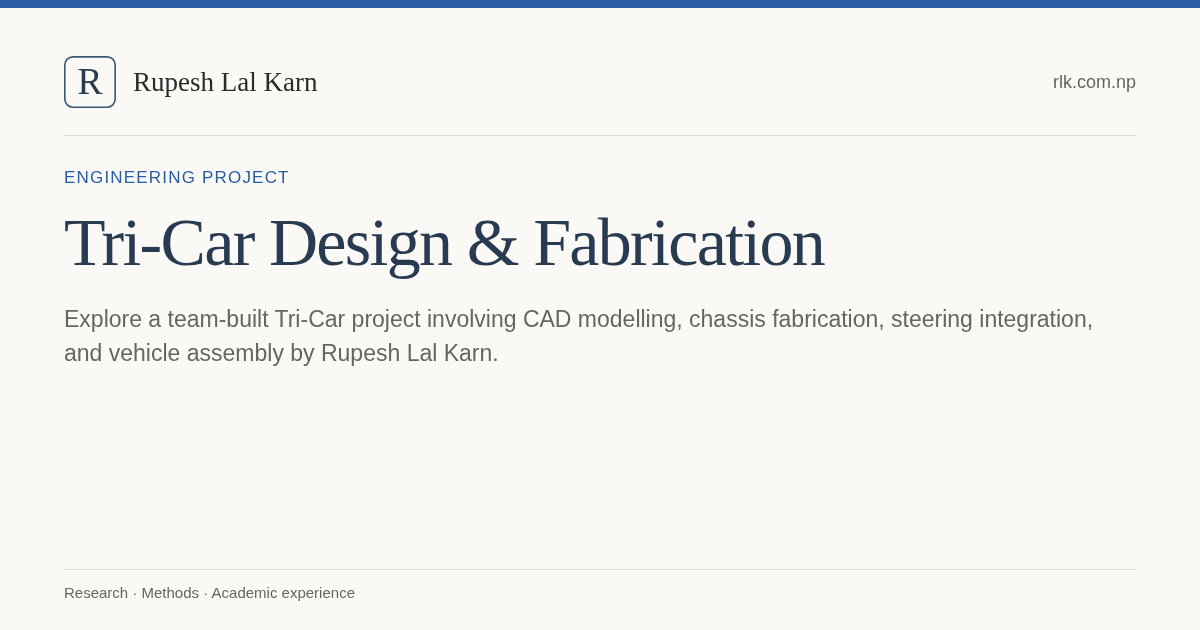 R Rupesh Lal Karn
rlk.com.np
ENGINEERING PROJECT
Tri-Car Design & Fabrication
Explore a team-built Tri-Car project involving CAD modelling, chassis fabrication, steering integration,
and vehicle assembly by Rupesh Lal Karn.
Research · Methods · Academic experience